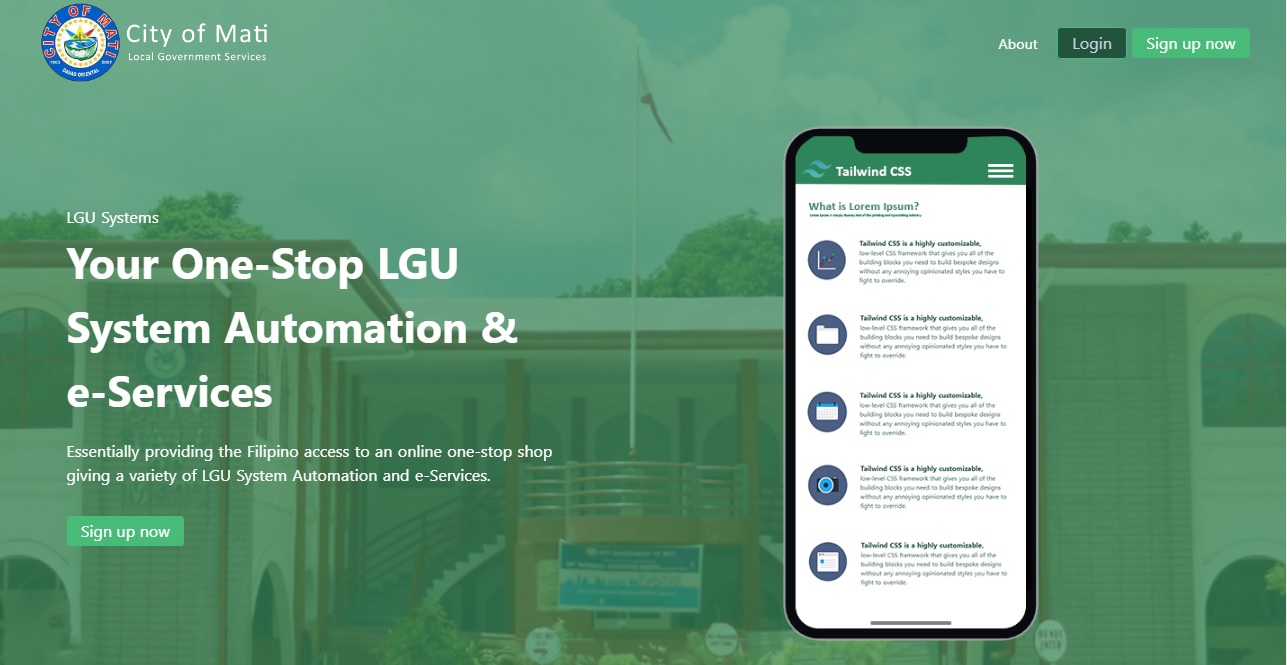 CITY OF MATI
1903
2007
DAVAO ORIENTAL
City of Mati
Local Government Services
About
Login
Sign up now
LGU Systems
Your One-Stop LGU
System Automation &
e-Services
Essentially providing the Filipino access to an online one-stop shop
giving a variety of LGU System Automation and e-Services.
Sign up now
Tailwind CSS
What is Lorem Ipsum?
Lorem Ipsum is simply dummy text of the printing and typesetting industry.
Tailwind CSS is a highly customizable,
low-level CSS framework that gives you all of the
building blocks you need to build bespoke designs
without any annoying opinionated styles you have to
fight to override.
Tailwind CSS is a highly customizable,
low-level CSS framework that gives you all of the
building blocks you need to build bespoke designs
without any annoying opinionated styles you have to
fight to override.
Tailwind CSS is a highly customizable,
low-level CSS framework that gives you all of the
building blocks you need to build bespoke designs
without any annoying opinionated styles you have to
fight to override.
Tailwind CSS is a highly customizable,
low-level CSS framework that gives you all of the
building blocks you need to build bespoke designs
without any annoying opinionated styles you have to
fight to override.
Tailwind CSS is a highly customizable,
low-level CSS framework that gives you all of the
building blocks you need to build bespoke designs
without any annoying opinionated styles you have to
fight to override.
CITY GOVERNMENT OF MATI
DO NOT
ENTER